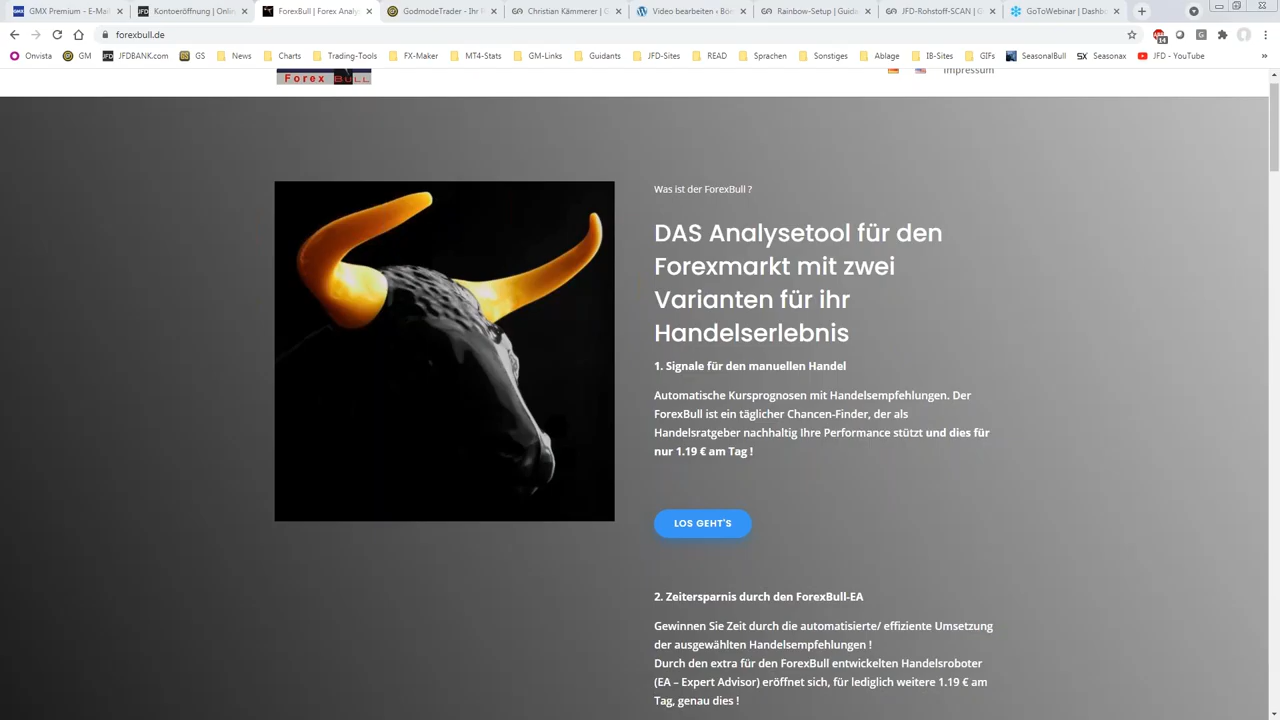 GMX Premium - E-Mail
Kontoeröffnung | Onlin
ForexBull | Forex Analy
GodmodeTrader - Ihr F
Christian Kämmerer | G
Video bearbeiten ‹ Bör
Rainbow-Setup | Guida
JFD-Rohstoff-SCAN | G
GoToWebinar | Dashb
forexbull.de
Onvista
GM
JFDBANK.com
GS
News
Charts
Trading-Tools
FX-Maker
MT4-Stats
GM-Links
Guidants
JFD-Sites
READ
Sprachen
Sonstiges
Ablage
IB-Sites
GIFs
SeasonalBull
Seasonax
JFD - YouTube
Forex BULL
Impressum
Was ist der ForexBull ?
DAS Analysetool für den
Forexmarkt mit zwei
Varianten für ihr
Handelserlebnis
1. Signale für den manuellen Handel
Automatische Kursprognosen mit Handelsempfehlungen. Der
ForexBull ist ein täglicher Chancen-Finder, der als
Handelsratgeber nachhaltig Ihre Performance stützt und dies für
nur 1.19 € am Tag !
LOS GEHT'S
2. Zeitersparnis durch den ForexBull-EA
Gewinnen Sie Zeit durch die automatisierte/ effiziente Umsetzung
der ausgewählten Handelsempfehlungen !
Durch den extra für den ForexBull entwickelten Handelsroboter
(EA – Expert Advisor) eröffnet sich, für lediglich weitere 1.19 € am
Tag, genau dies !